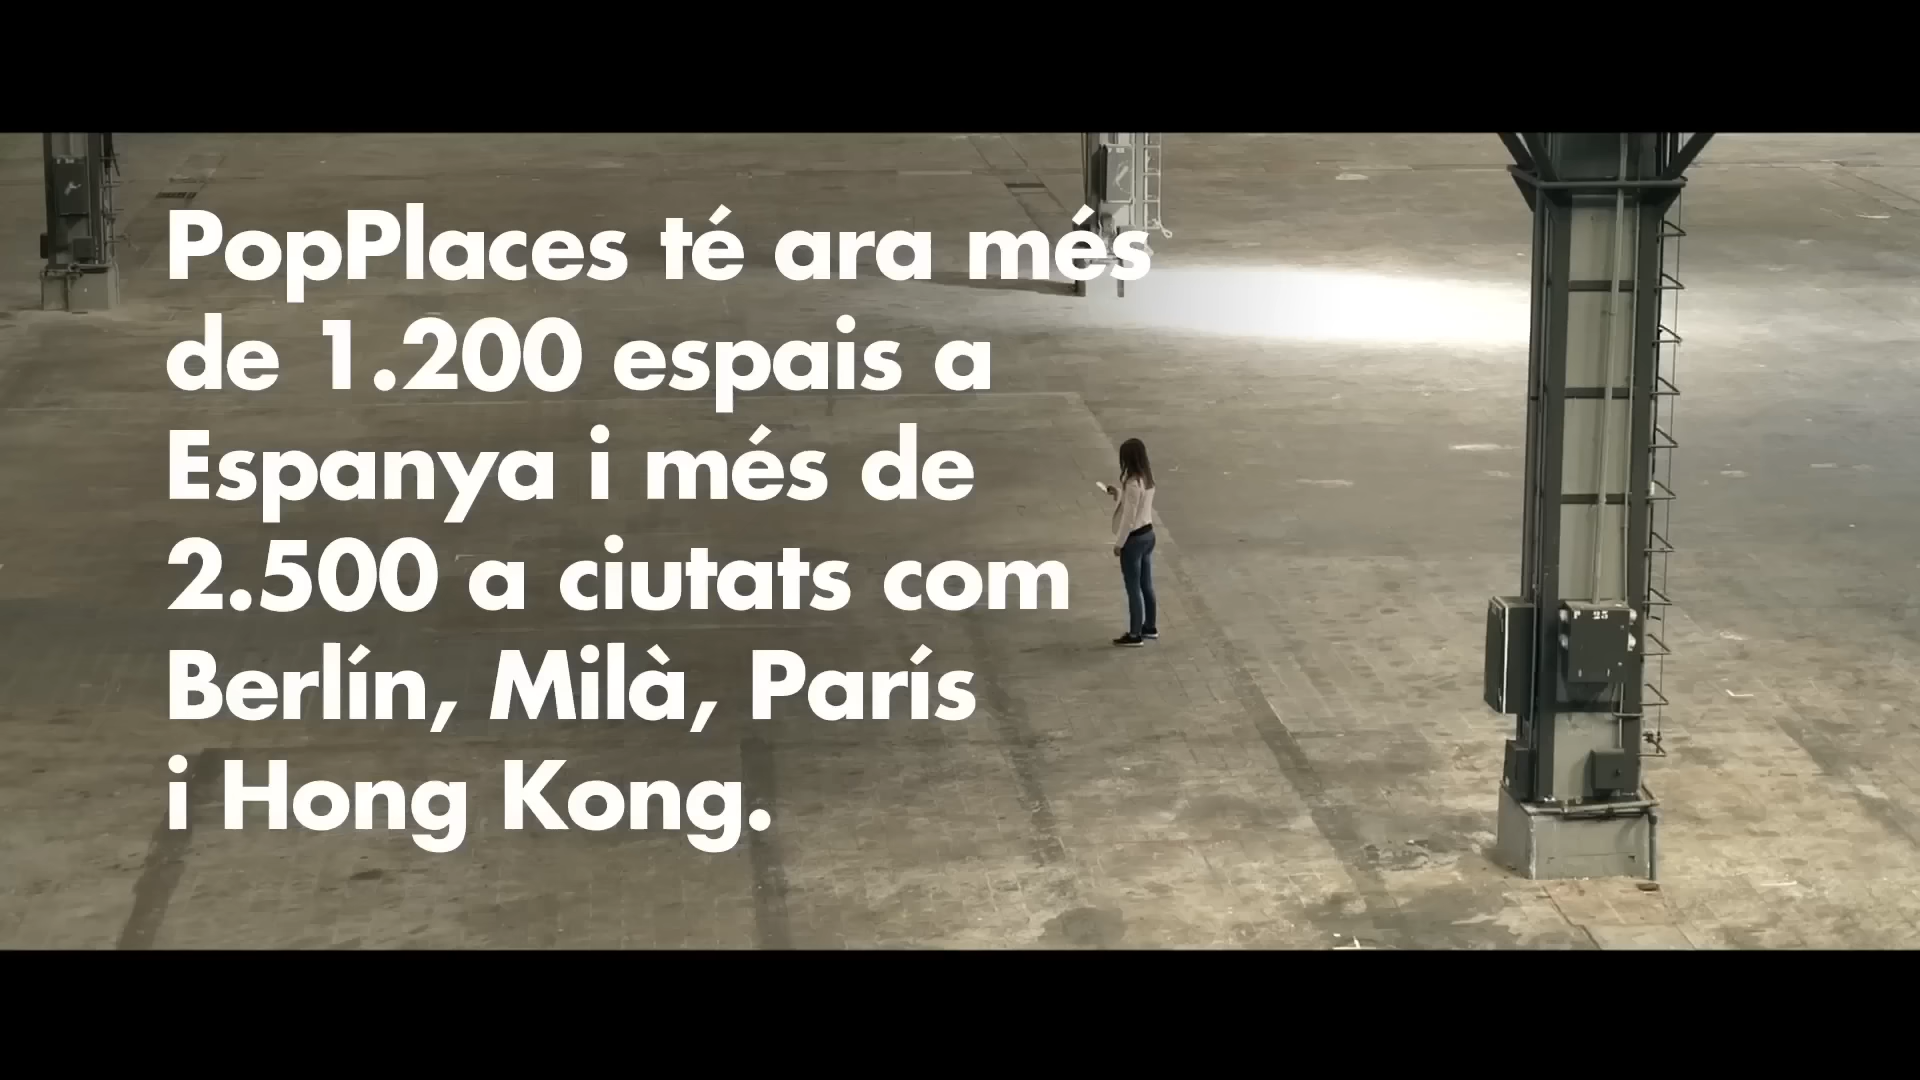 PopPlaces té ara més
de 1.200 espais a
Espanya i més de
2.500 a ciutats com
Berlín, Milà, París
i Hong Kong.
P 25